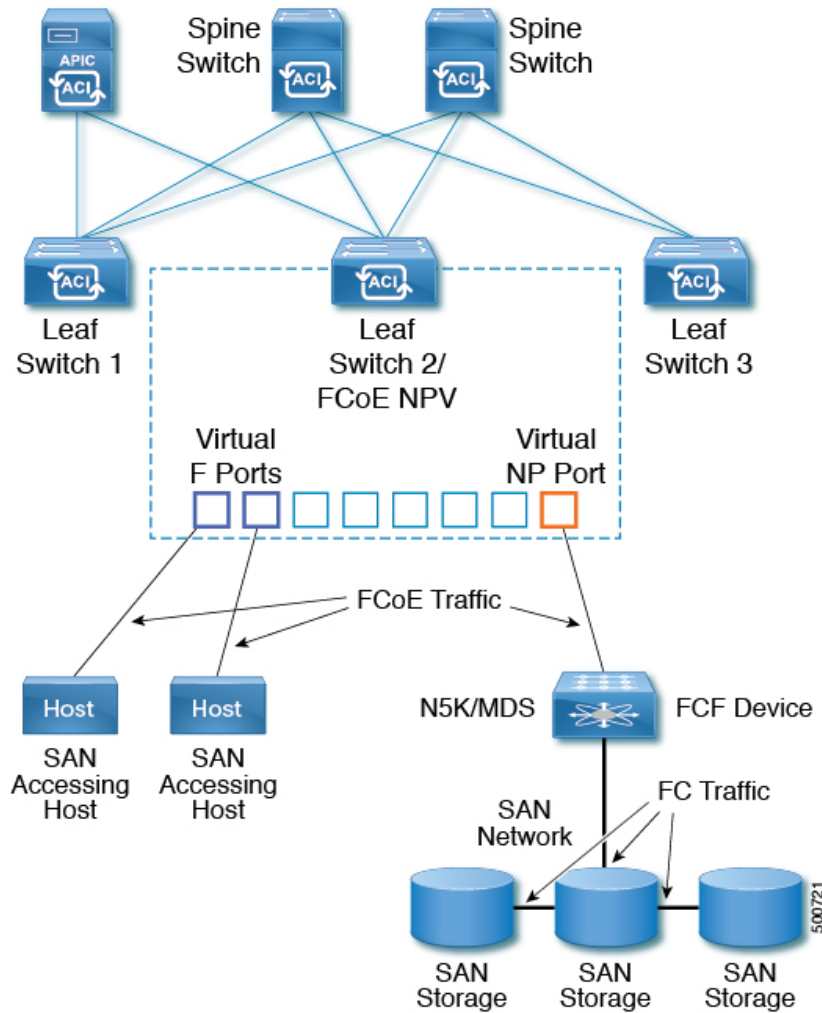 Spine
Switch
Spine
Switch
APIC
ACI
ACI
ACI
ACI
ACI
ACI
Leaf
Switch 1
Leaf
Switch 2/
FCoE NPV
Leaf
Switch 3
Virtual
F Ports
Virtual
NP Port
FCoE Traffic
Host
Host
N5K/MDS
FCF Device
SAN
Accessing
Host
SAN
Accessing
Host
FC Traffic
SAN
Network
SAN
Storage
SAN
Storage
SAN
Storage
500721